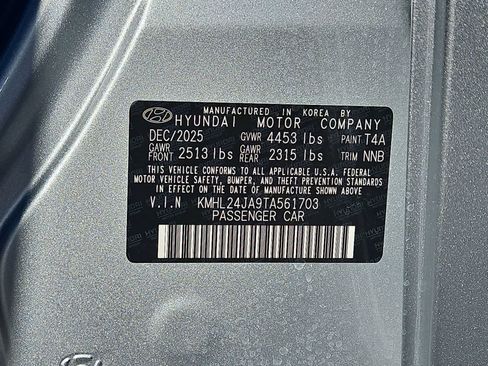 MANUFACTURED IN KOREA BY
HYUNDAI MOTOR COMPANY
DEC/2025 GVWR 4453 lbs PAINT T4A
GAWR FRONT 2513 lbs GAWR REAR 2315 lbs TRIM NNB
THIS VEHICLE CONFORMS TO ALL APPLICABLE U.S.A. FEDERAL
MOTOR VEHICLE SAFETY, BUMPER, AND THEFT PREVENTION STANDARDS
IN EFFECT ON THE DATE OF MANUFACTURE SHOWN ABOVE.
V.I.N KMHL24JA9TA561703
PASSENGER CAR